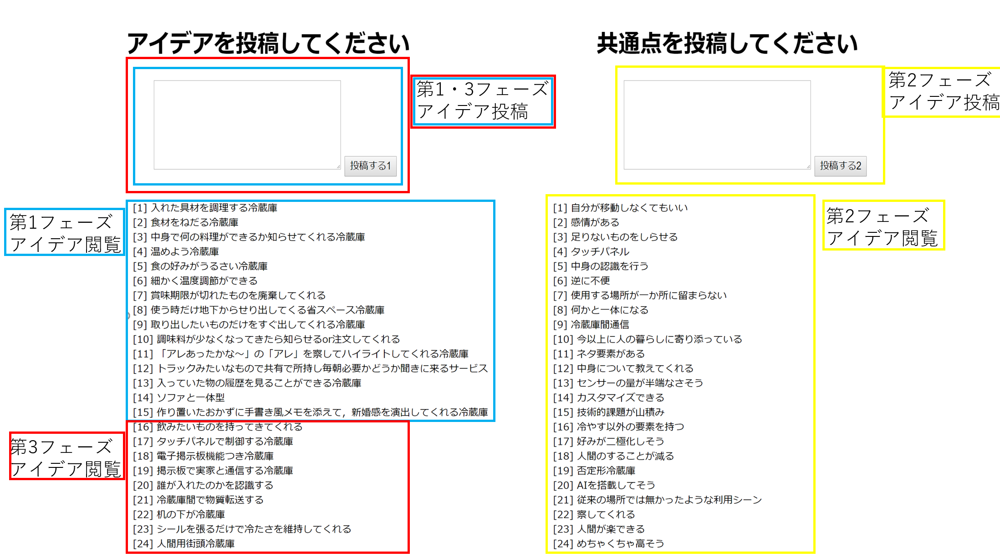 アイデアを投稿してください
第1・3フェーズ
アイデア投稿
投稿する1
第1フェーズ
アイデア閲覧
[1] 入れた具材を調理する冷蔵庫
[2] 食材をねだる冷蔵庫
[3] 中身で何の料理ができるか知らせてくれる冷蔵庫
[4] 温めよう冷蔵庫
[5] 食の好みがうるさい冷蔵庫
[6] 細かく温度調節ができる
[7] 賞味期限が切れたものを廃棄してくれる
[8] 使う時だけ地下からせり出してくる省スペース冷蔵庫
[9] 取り出したいものだけをすぐ出してくれる冷蔵庫
[10] 調味料が少なくなってきたら知らせるor注文してくれる
[11] 「アレあったかな～」の「アレ」を察してハイライトしてくれる冷蔵庫
[12] トラックみたいなもので共有で所持し毎朝必要かどうか聞きに来るサービス
[13] 入っていた物の履歴を見ることができる冷蔵庫
[14] ソファと一体型
[15] 作り置いたおかずに手書き風メモを添えて，新婚感を演出してくれる冷蔵庫
第3フェーズ
アイデア閲覧
[16] 飲みたいものを持ってきてくれる
[17] タッチパネルで制御する冷蔵庫
[18] 電子掲示板機能つき冷蔵庫
[19] 掲示板で実家と通信する冷蔵庫
[20] 誰が入れたのかを認識する
[21] 冷蔵庫間で物質転送する
[22] 机の下が冷蔵庫
[23] シールを張るだけで冷たさを維持してくれる
[24] 人間用街頭冷蔵庫
共通点を投稿してください
第2フェーズ
アイデア投稿
投稿する2
第2フェーズ
アイデア閲覧
[1] 自分が移動しなくてもいい
[2] 感情がある
[3] 足りないものをしらせる
[4] タッチパネル
[5] 中身の認識を行う
[6] 逆に不便
[7] 使用する場所が一か所に留まらない
[8] 何かと一体になる
[9] 冷蔵庫間通信
[10] 今以上に人の暮らしに寄り添っている
[11] ネタ要素がある
[12] 中身について教えてくれる
[13] センサーの量が半端なさそう
[14] カスタマイズできる
[15] 技術的課題が山積み
[16] 冷やす以外の要素を持つ
[17] 好みが二極化しそう
[18] 人間のすることが減る
[19] 否定形冷蔵庫
[20] AIを搭載してそう
[21] 従来の場所では無かったような利用シーン
[22] 察してくれる
[23] 人間が楽できる
[24] めちゃくちゃ高そう